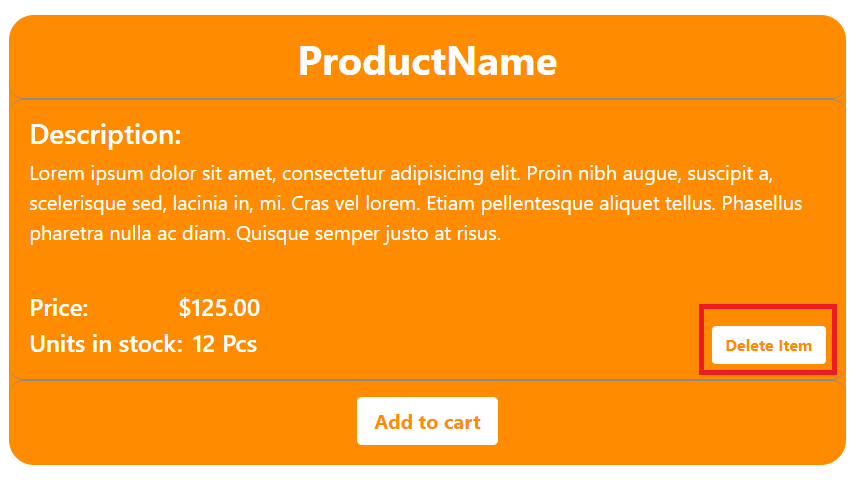 ProductName
Description:
Lorem ipsum dolor sit amet, consectetur adipisicing elit. Proin nibh augue, suscipit a,
scelerisque sed, lacinia in, mi. Cras vel lorem. Etiam pellentesque aliquet tellus. Phasellus
pharetra nulla ac diam. Quisque semper justo at risus.
Price: $125.00
Units in stock: 12 Pcs
Delete Item
Add to cart